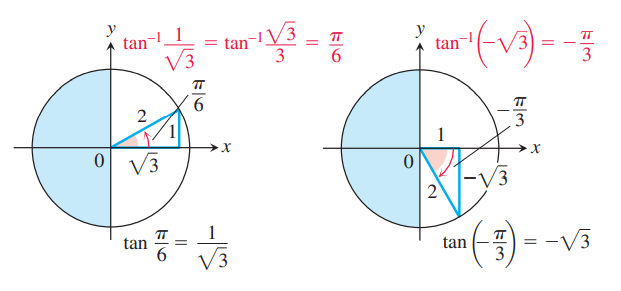 y
tan⁻¹ 1/√3 = tan⁻¹ √3/3 = π/6
π/6
2
1
x
0
√3
tan π/6 = 1/√3
y
tan⁻¹(−√3) = −π/3
−π/3
1
x
0
−√3
2
tan(−π/3) = −√3